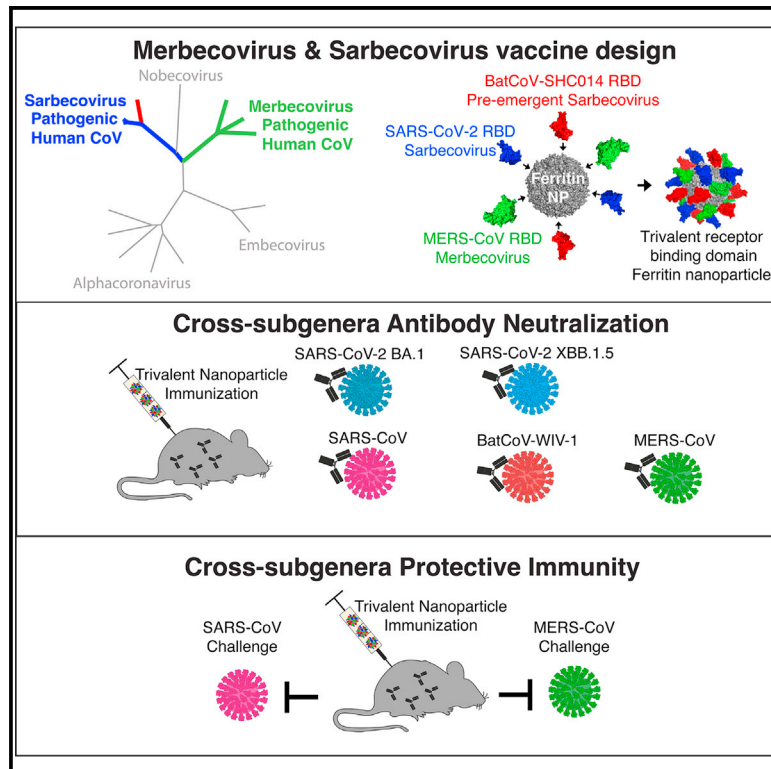 Merbecovirus & Sarbecovirus vaccine design
Nobecovirus
Sarbecovirus
Pathogenic
Human CoV
Merbecovirus
Pathogenic
Human CoV
Embecovirus
Alphacoronavirus
BatCoV-SHC014 RBD
Pre-emergent Sarbecovirus
SARS-CoV-2 RBD
Sarbecovirus
Ferritin
NP
MERS-CoV RBD
Merbecovirus
Trivalent receptor
binding domain
Ferritin nanoparticle
Cross-subgenera Antibody Neutralization
Trivalent Nanoparticle
Immunization
SARS-CoV-2 BA.1
SARS-CoV-2 XBB.1.5
SARS-CoV
BatCoV-WIV-1
MERS-CoV
Cross-subgenera Protective Immunity
SARS-CoV
Challenge
Trivalent Nanoparticle
Immunization
MERS-CoV
Challenge